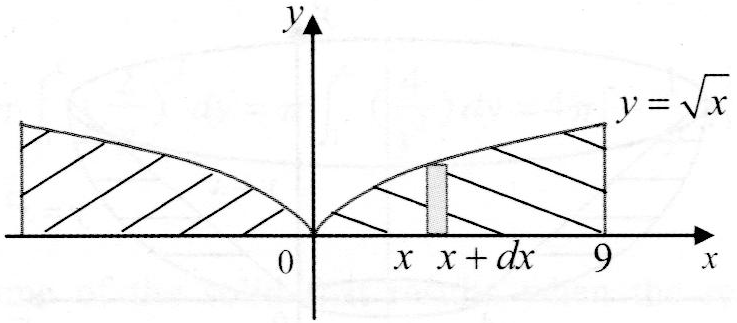 y
y = √x
0
x
x + dx
9
x